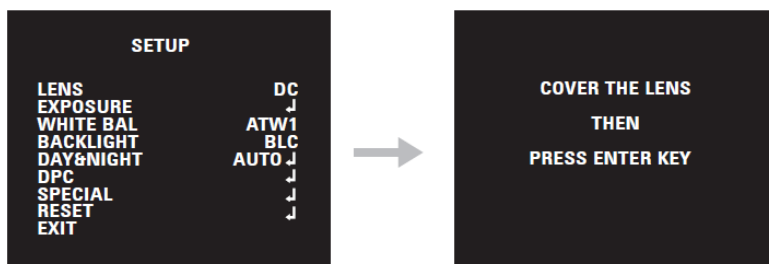 SETUP
LENS DC
EXPOSURE ↲
WHITE BAL ATW1
BACKLIGHT BLC
DAY&NIGHT AUTO ↲
DPC ↲
SPECIAL ↲
RESET ↲
EXIT
COVER THE LENS
THEN
PRESS ENTER KEY